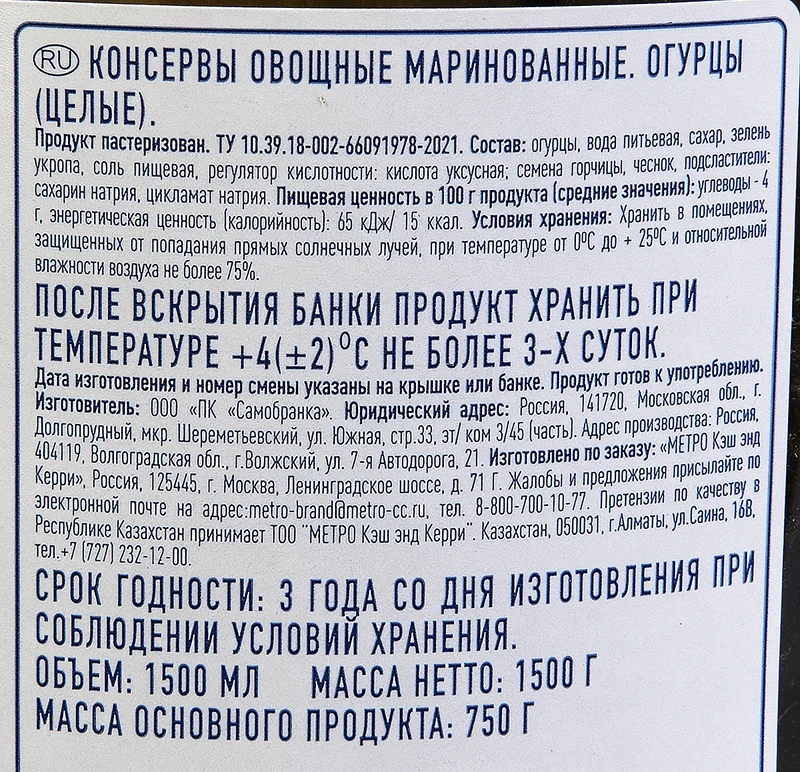 RU КОНСЕРВЫ ОВОЩНЫЕ МАРИНОВАННЫЕ. ОГУРЦЫ
(ЦЕЛЫЕ).
Продукт пастеризован. ТУ 10.39.18-002-66091978-2021. Состав: огурцы, вода питьевая, сахар, зелень
укропа, соль пищевая, регулятор кислотности: кислота уксусная; семена горчицы, чеснок, подсластители:
сахарин натрия, цикламат натрия. Пищевая ценность в 100 г продукта (средние значения): углеводы - 4
г, энергетическая ценность (калорийность): 65 кДж/ 15 ккал. Условия хранения: Хранить в помещениях,
защищенных от попадания прямых солнечных лучей, при температуре от 0ºС до + 25ºС и относительной
влажности воздуха не более 75%.
ПОСЛЕ ВСКРЫТИЯ БАНКИ ПРОДУКТ ХРАНИТЬ ПРИ
ТЕМПЕРАТУРЕ +4(±2)°С НЕ БОЛЕЕ 3-Х СУТОК.
Дата изготовления и номер смены указаны на крышке или банке. Продукт готов к употреблению.
Изготовитель: ООО «ПК «Самобранка». Юридический адрес: Россия, 141720, Московская обл., г.
Долгопрудный, мкр. Шереметьевский, ул. Южная, стр.33, эт/ ком 3/45 (часть). Адрес производства: Россия,
404119, Волгоградская обл., г.Волжский, ул. 7-я Автодорога, 21. Изготовлено по заказу: «МЕТРО Кэш энд
Керри», Россия, 125445, г. Москва, Ленинградское шоссе, д. 71 Г. Жалобы и предложения присылайте по
электронной почте на адрес:metro-brand@metro-cc.ru, тел. 8-800-700-10-77. Претензии по качеству в
Республике Казахстан принимает ТОО "МЕТРО Кэш энд Керри". Казахстан, 050031, г.Алматы, ул.Саина, 16В,
тел.+7 (727) 232-12-00.
СРОК ГОДНОСТИ: 3 ГОДА СО ДНЯ ИЗГОТОВЛЕНИЯ ПРИ
СОБЛЮДЕНИИ УСЛОВИЙ ХРАНЕНИЯ.
ОБЪЕМ: 1500 МЛ МАССА НЕТТО: 1500 Г
МАССА ОСНОВНОГО ПРОДУКТА: 750 Г